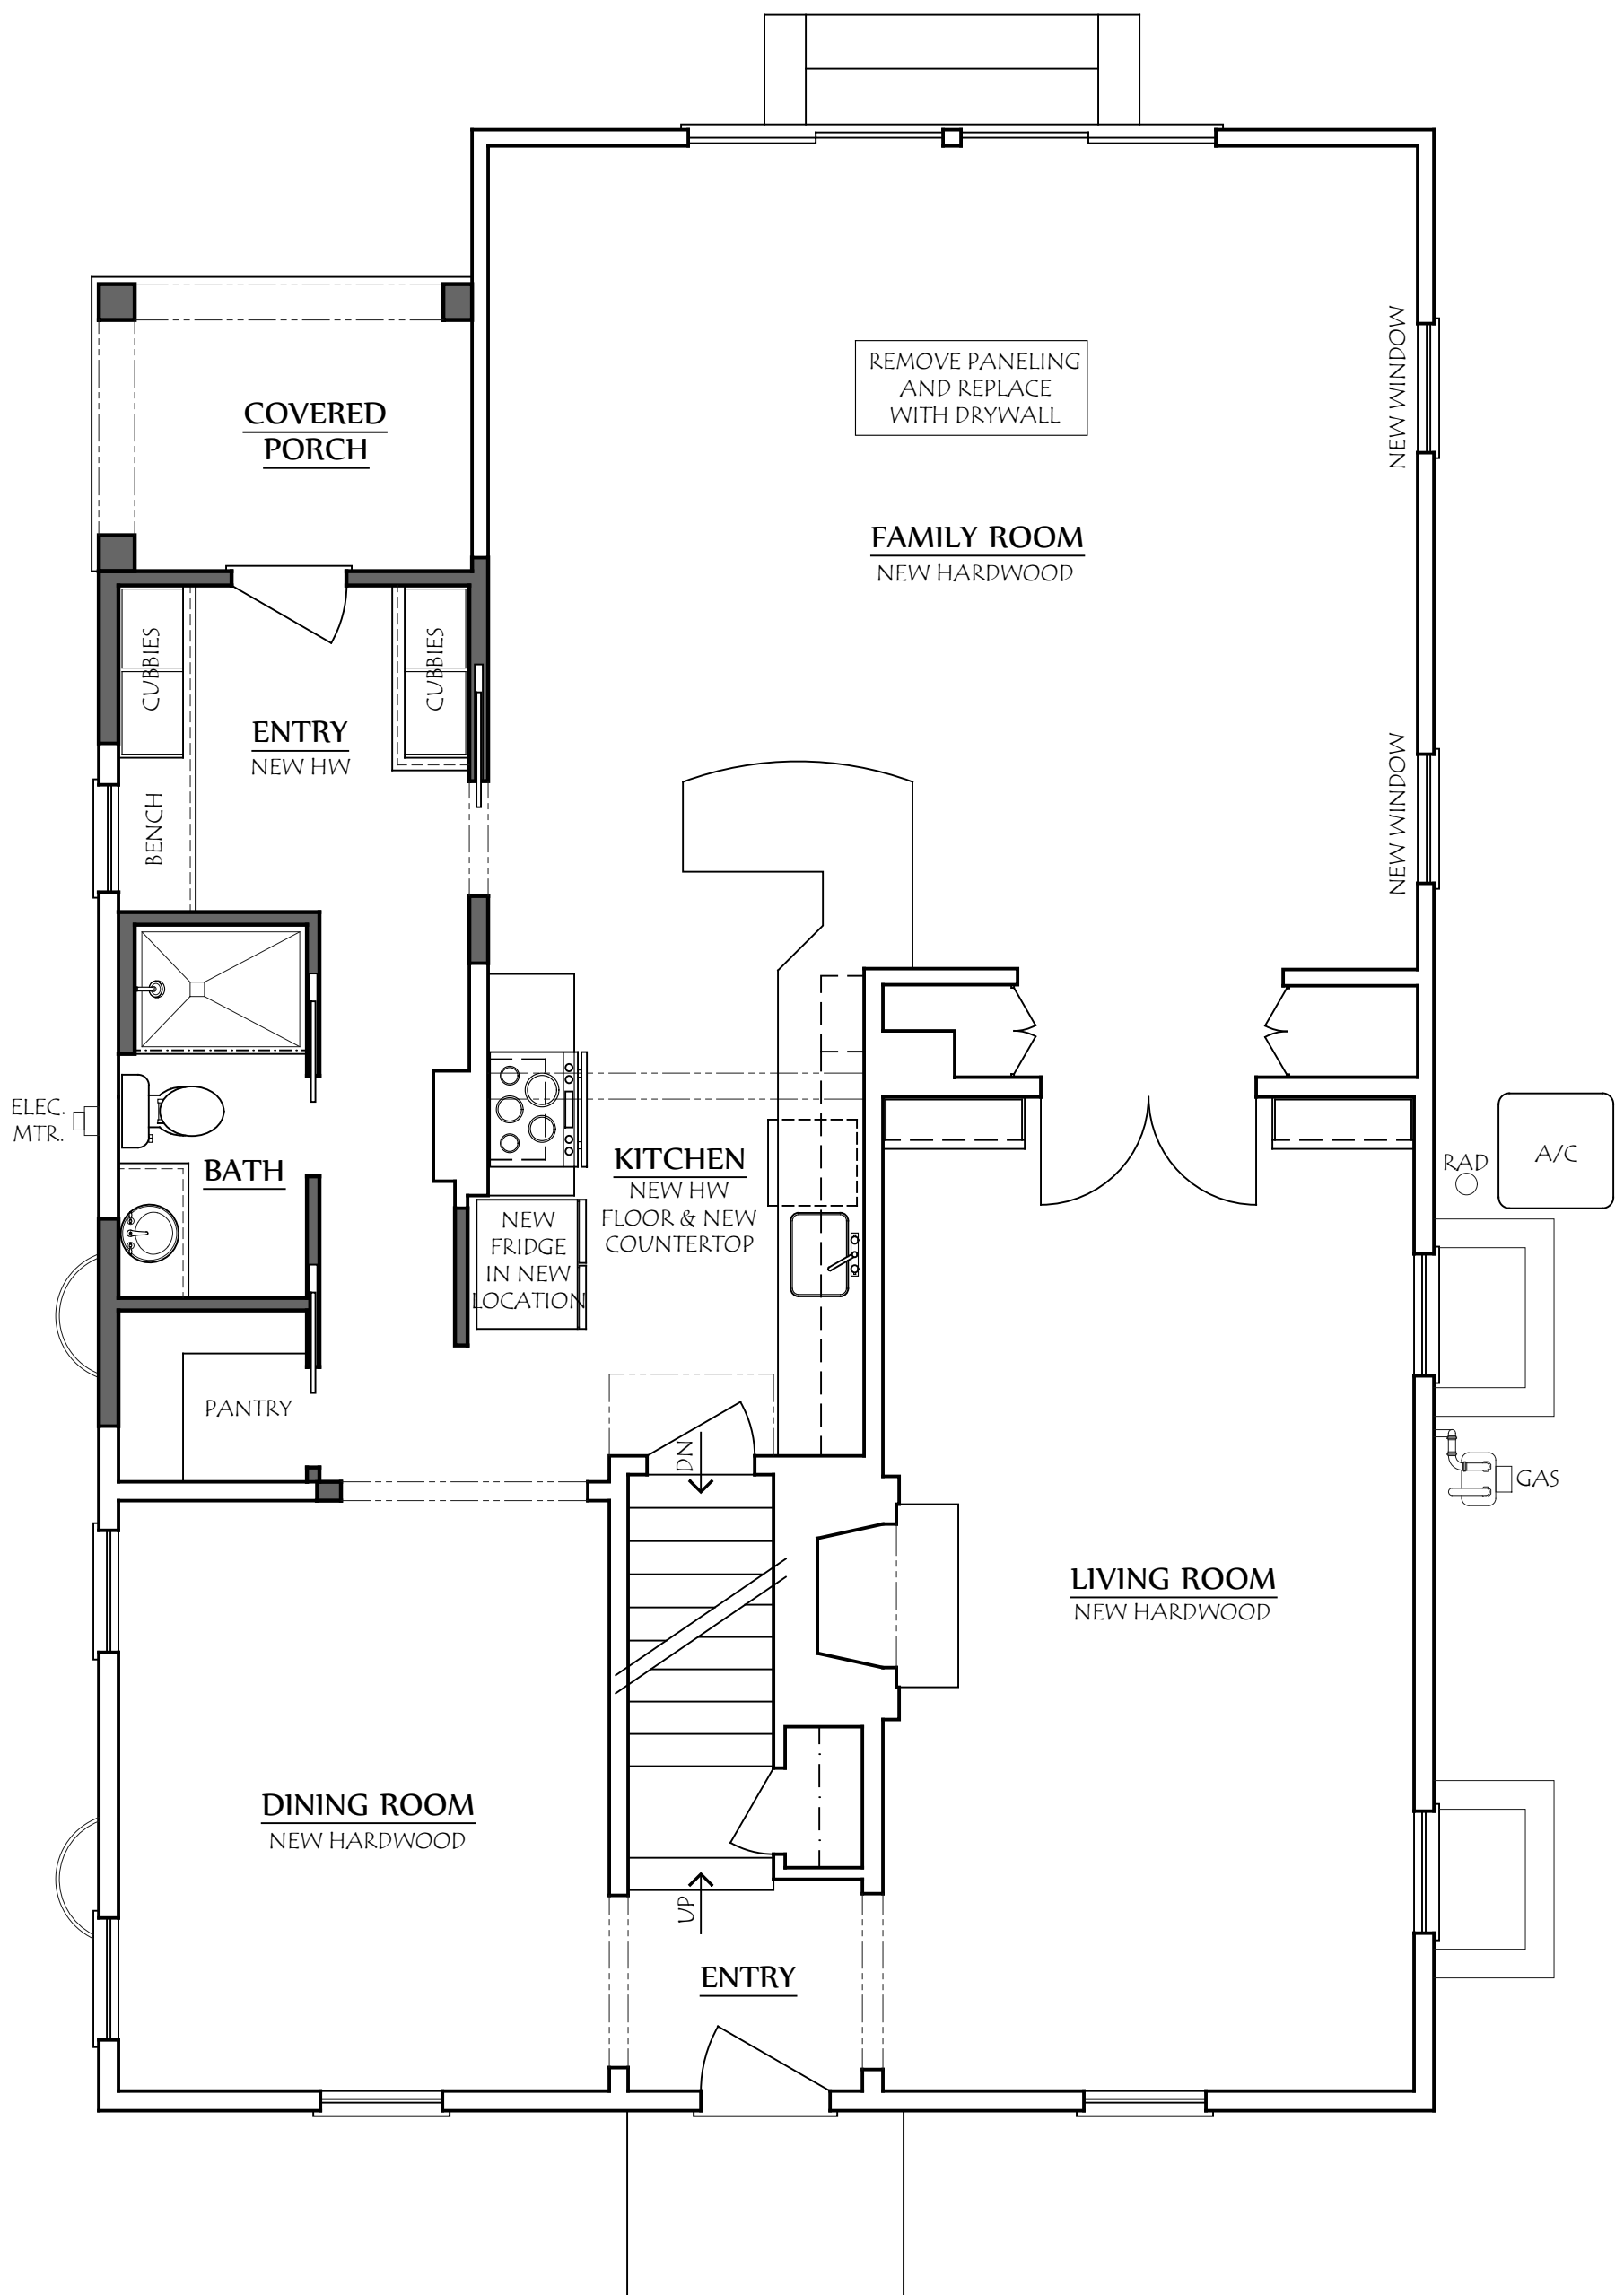 REMOVE PANELING
AND REPLACE
WITH DRYWALL
NEW WINDOW
COVERED
PORCH
FAMILY ROOM
NEW HARDWOOD
CUBBIES
CUBBIES
ENTRY
NEW HW
BENCH
NEW WINDOW
ELEC.
MTR.
BATH
KITCHEN
NEW HW
FLOOR & NEW
COUNTERTOP
NEW
FRIDGE
IN NEW
LOCATION
RAD
A/C
PANTRY
DN
GAS
LIVING ROOM
NEW HARDWOOD
DINING ROOM
NEW HARDWOOD
UP
ENTRY